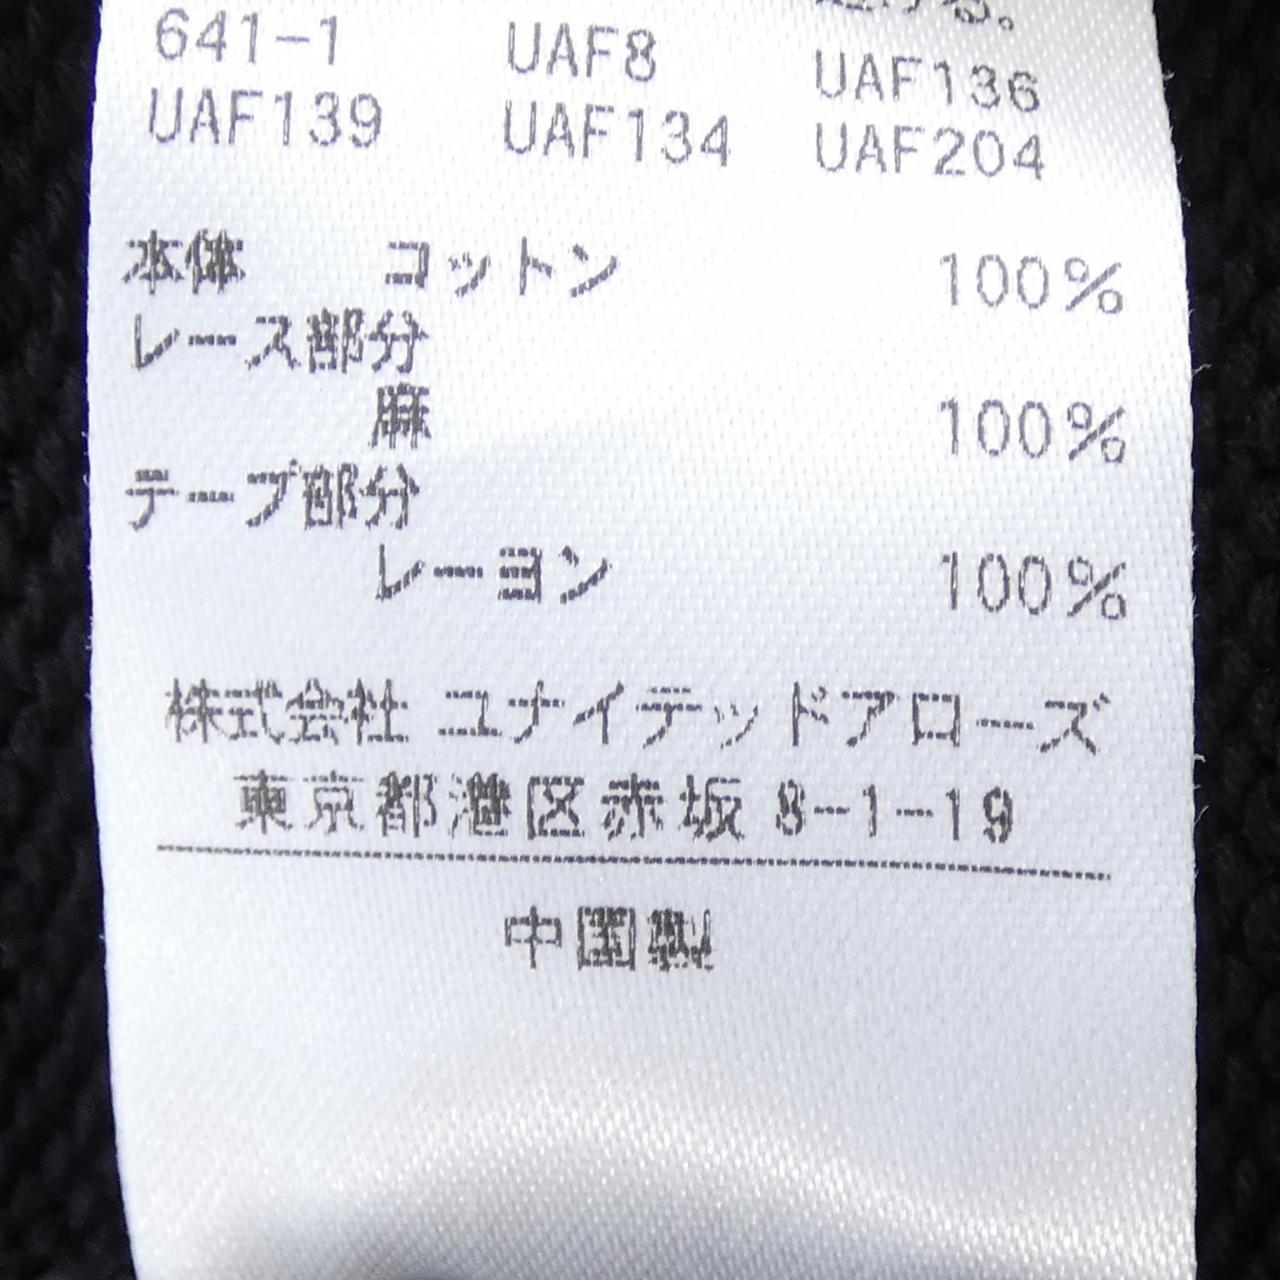 ける。
641-1 UAF8 UAF136
UAF139 UAF134 UAF204
本体 コットン 100%
レース部分
麻 100%
テープ部分
レーヨン 100%
株式会社 ユナイテッドアローズ
東京都港区赤坂 8-1-19
中国製